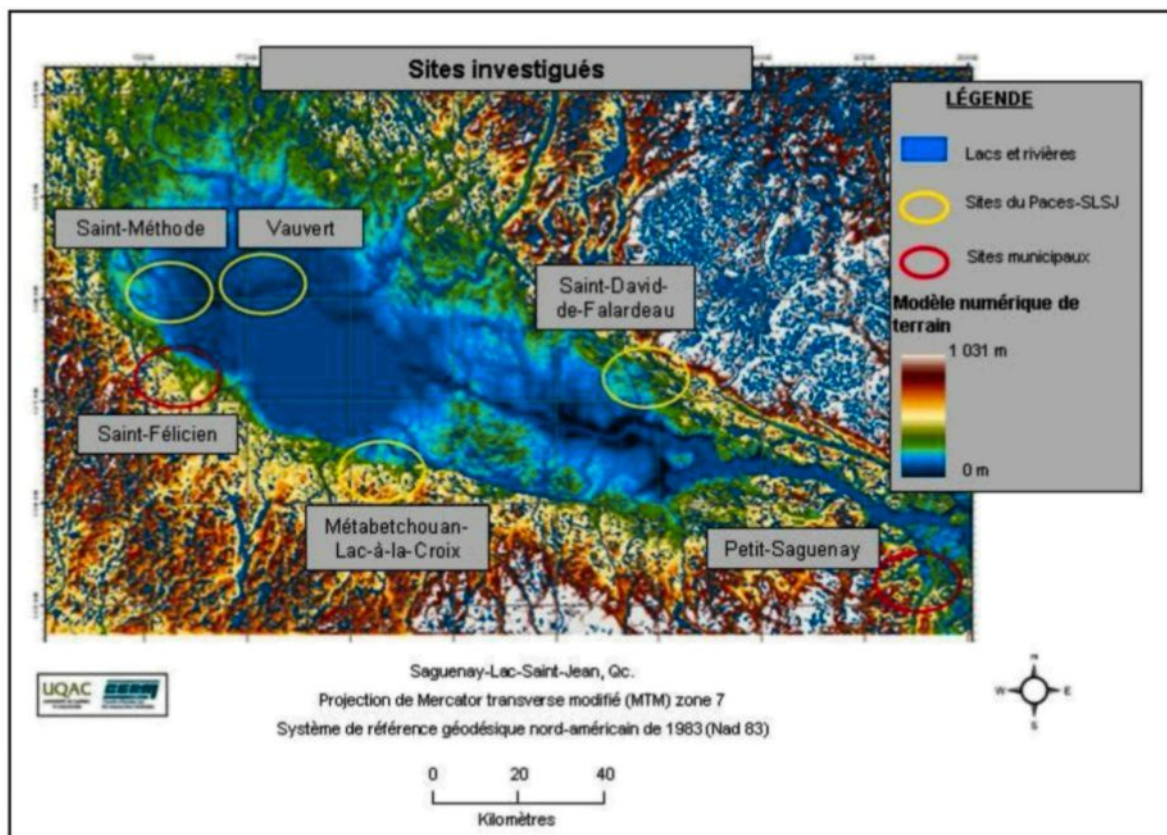 Sites investigués
LÉGENDE
Lacs et rivières
Sites du Paces-SLSJ
Sites municipaux
Modèle numérique de
terrain
1 031 m
0 m
Saint-Méthode
Vauvert
Saint-David-
de-Falardeau
Saint-Félicien
Métabetchouan-
Lac-à-la-Croix
Petit-Saguenay
Saguenay-Lac-Saint-Jean, Qc.
Projection de Mercator transverse modifié (MTM) zone 7
Système de référence géodésique nord-américain de 1983 (Nad 83)
UQAC
N
W E
S
0 20 40
Kilomètres